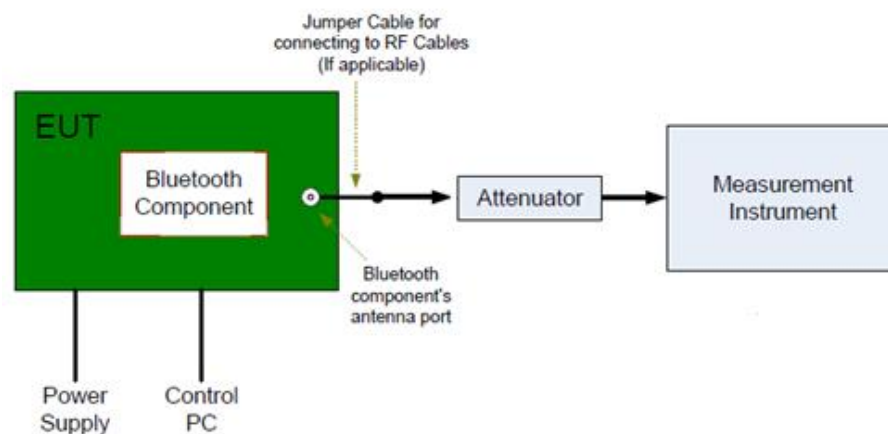 Jumper Cable for
connecting to RF Cables
(If applicable)
EUT
Bluetooth
Component
Attenuator
Measurement
Instrument
Bluetooth
component's
antenna port
Power
Supply
Control
PC